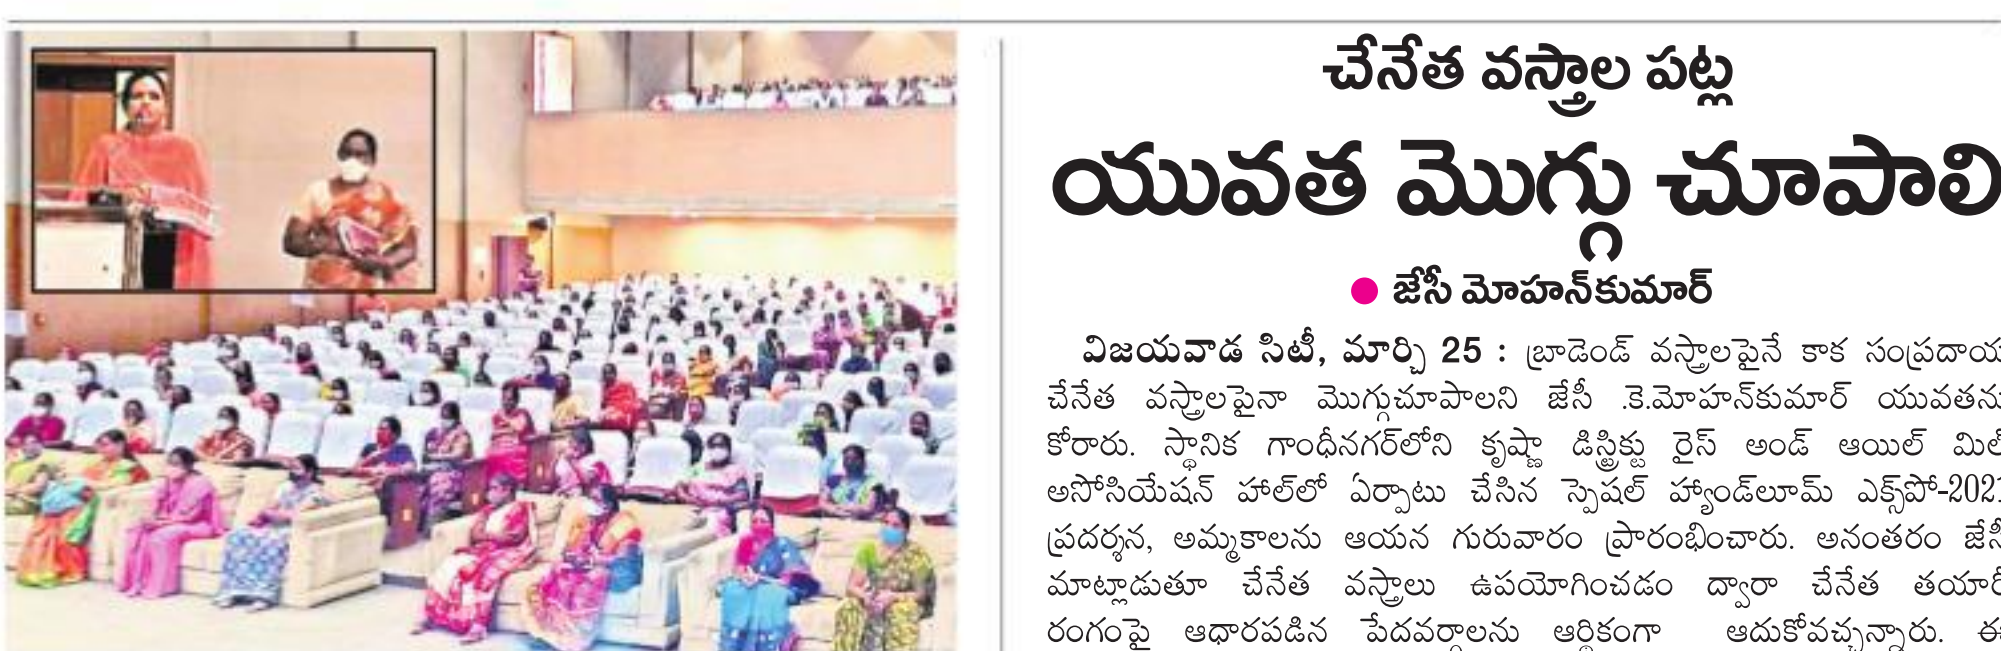 చేనేత వస్త్రాల పట్ల
యువత మొగ్గు చూపాలి
● జేసీ మోహన్‌కుమార్
విజయవాడ సిటీ, మార్చి 25 : బ్రాడెండ్ వస్త్రాలపైనే కాక సంప్రదాయ
చేనేత వస్త్రాలపైనా మొగ్గుచూపాలని జేసీ .కె.మోహన్‌కుమార్ యువతను
కోరారు. స్థానిక గాంధీనగర్‌లోని కృష్ణా డిస్ట్రిక్టు రైస్ అండ్ ఆయిల్ మిల్
అసోసియేషన్ హాల్‌లో ఏర్పాటు చేసిన స్పెషల్ హ్యాండ్‌లూమ్ ఎక్స్‌పో-2021
ప్రదర్శన, అమ్మకాలను ఆయన గురువారం ప్రారంభించారు. అనంతరం జేసీ
మాట్లాడుతూ చేనేత వస్త్రాలు ఉపయోగించడం ద్వారా చేనేత తయారీ
రంగంపై ఆధారపడిన పేదవర్గాలను ఆర్థికంగా ఆదుకోవచ్చన్నారు. ఈ